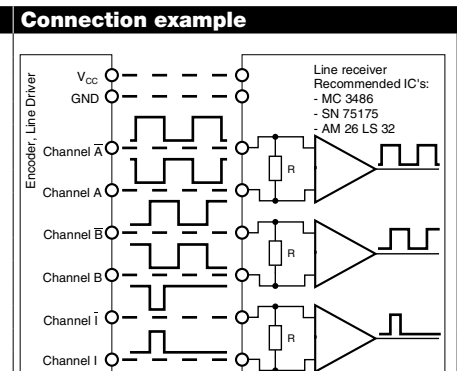 Connection example
Encoder, Line Driver
V_CC
GND
Channel A̅
Channel A
Channel B̅
Channel B
Channel I̅
Channel I
Line receiver
Recommended IC's:
- MC 3486
- SN 75175
- AM 26 LS 32
R
R
R